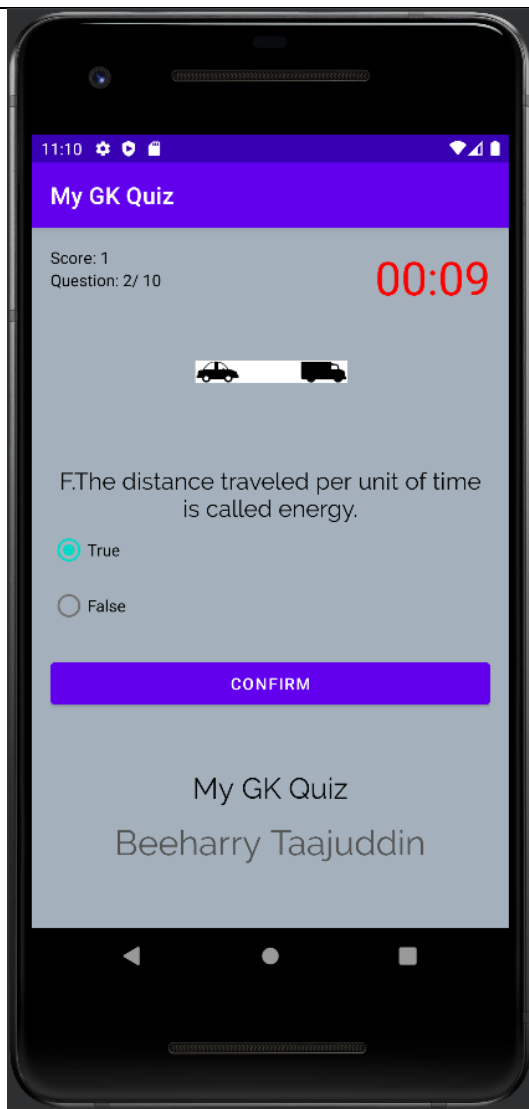 11:10
My GK Quiz
Score: 1
Question: 2/ 10
00:09
F.The distance traveled per unit of time
is called energy.
True
False
CONFIRM
My GK Quiz
Beeharry Taajuddin